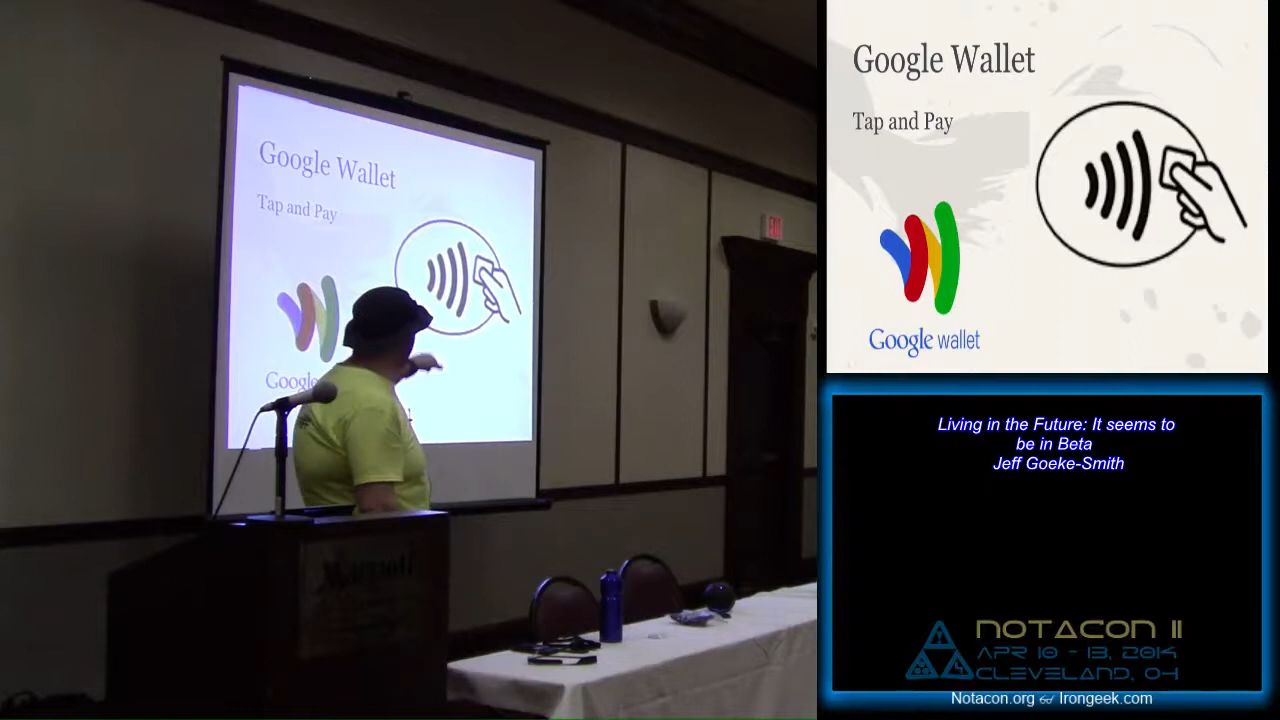 Google Wallet
Tap and Pay
Google
Marriott
EXIT
Google Wallet
Tap and Pay
Google wallet
Living in the Future: It seems to
be in Beta
Jeff Goeke-Smith
NOTACON 11
APR 10 - 13, 2014
CLEVELAND, OH
Notacon.org Irongeek.com